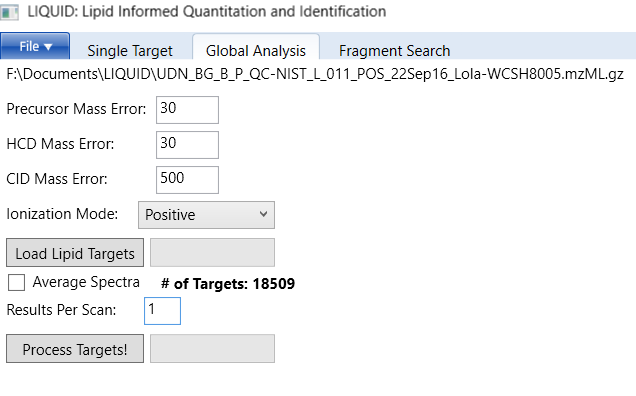 LIQUID: Lipid Informed Quantitation and Identification
File ▾ Single Target Global Analysis Fragment Search
F:\Documents\LIQUID\UDN_BG_B_P_QC-NIST_L_011_POS_22Sep16_Lola-WCSH8005.mzML.gz
Precursor Mass Error: 30
HCD Mass Error: 30
CID Mass Error: 500
Ionization Mode: Positive
Load Lipid Targets
Average Spectra # of Targets: 18509
Results Per Scan: 1
Process Targets!